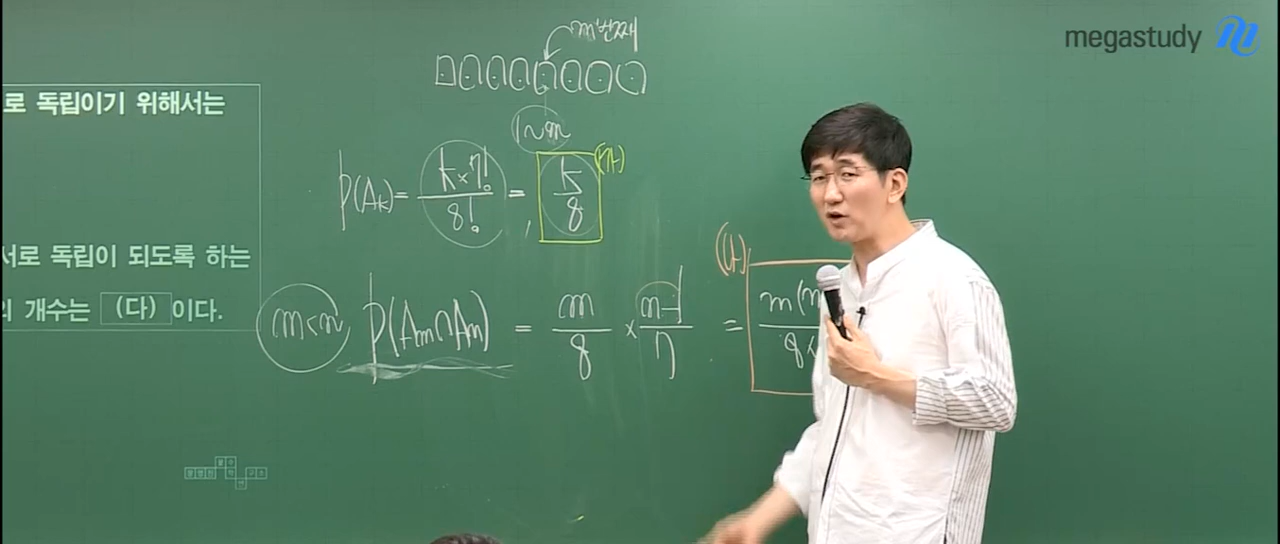 megastudy
m번째
로 독립이기 위해서는
1~m
P(Aₖ) = k×7! / 8! = k/8 (가)
서로 독립이 되도록 하는
의 개수는 (다) 이다.
m<n P(Aₘ∩Aₙ) = m/8 × n-1/7 = (나)